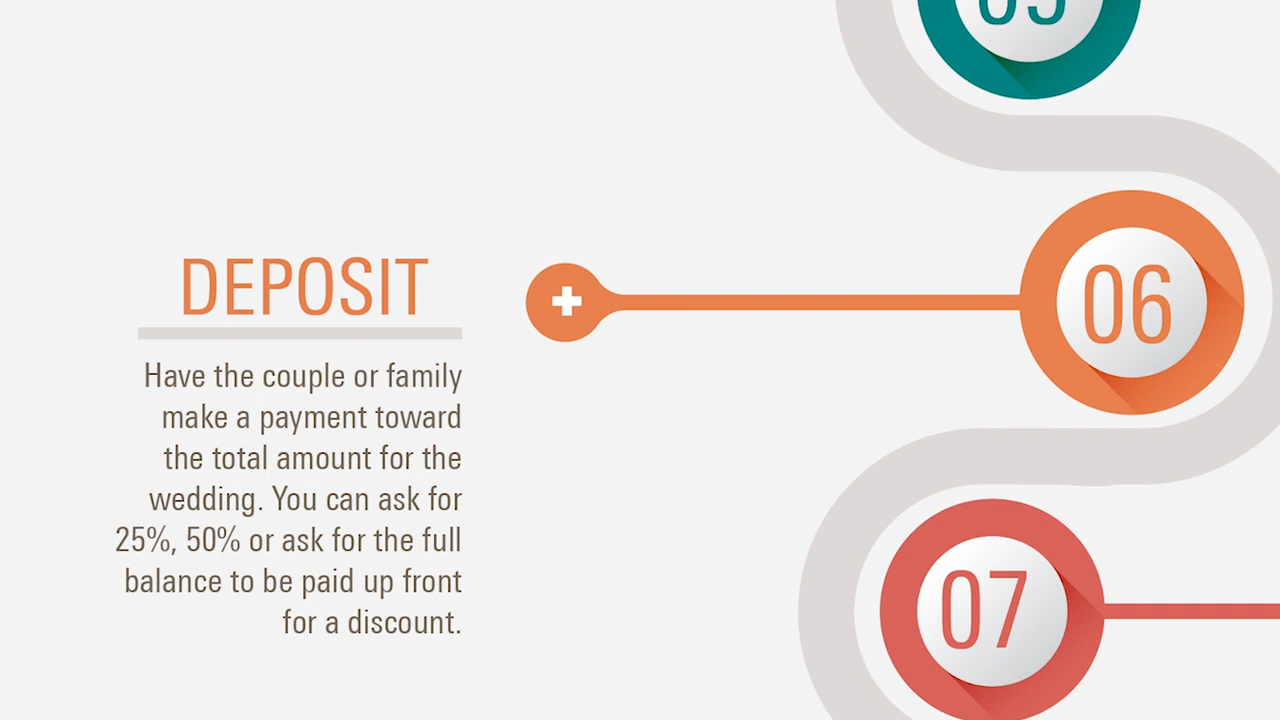 05
DEPOSIT
06
Have the couple or family
make a payment toward
the total amount for the
wedding. You can ask for
25%, 50% or ask for the full
balance to be paid up front
for a discount.
07